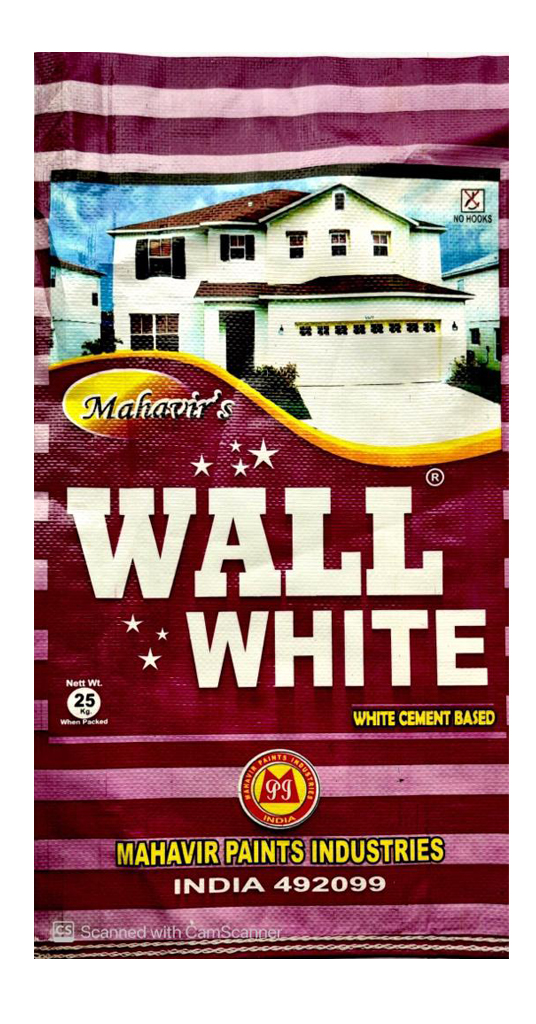 NO HOOKS
Mahavir's
®
WALL
WHITE
Nett Wt.
25
Kg.
When Packed
WHITE CEMENT BASED
MAHAVIR PAINTS INDUSTRIES
MPJ
INDIA
MAHAVIR PAINTS INDUSTRIES
INDIA 492099
CS Scanned with CamScanner